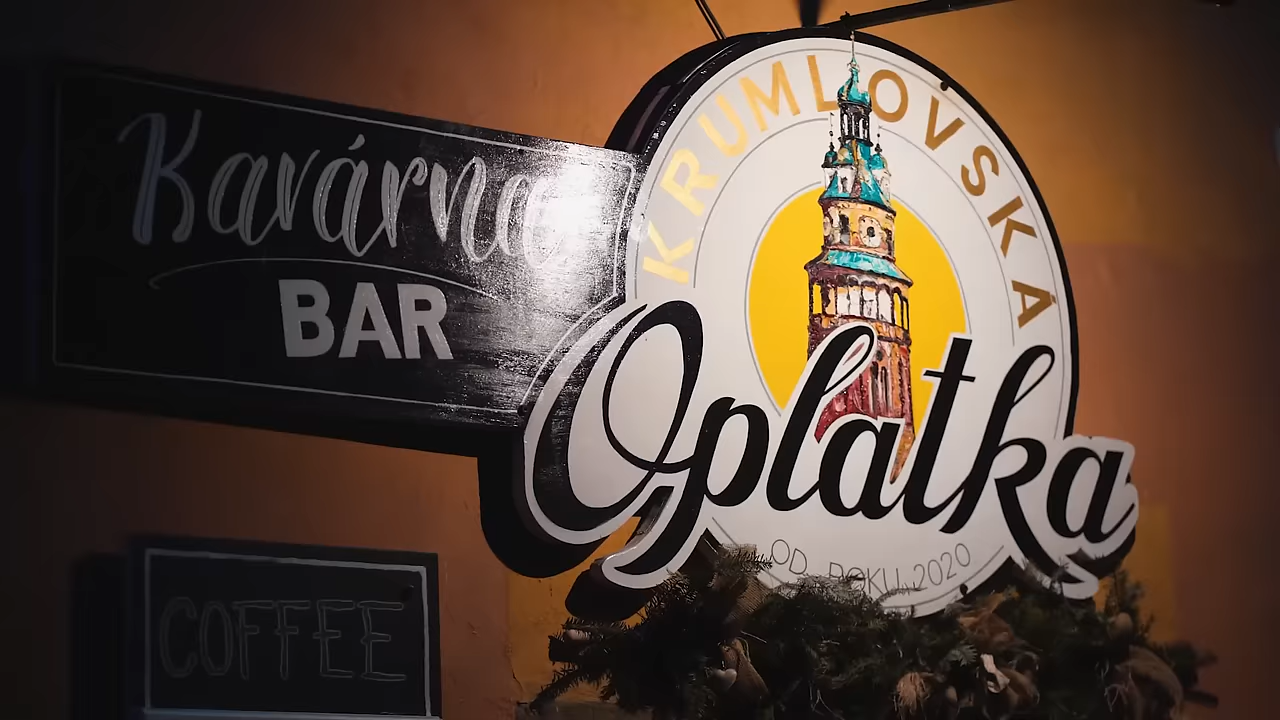 Kavárna
BAR
KRUMLOVSKÁ
Oplatka
OD ROKU 2020
COFFEE